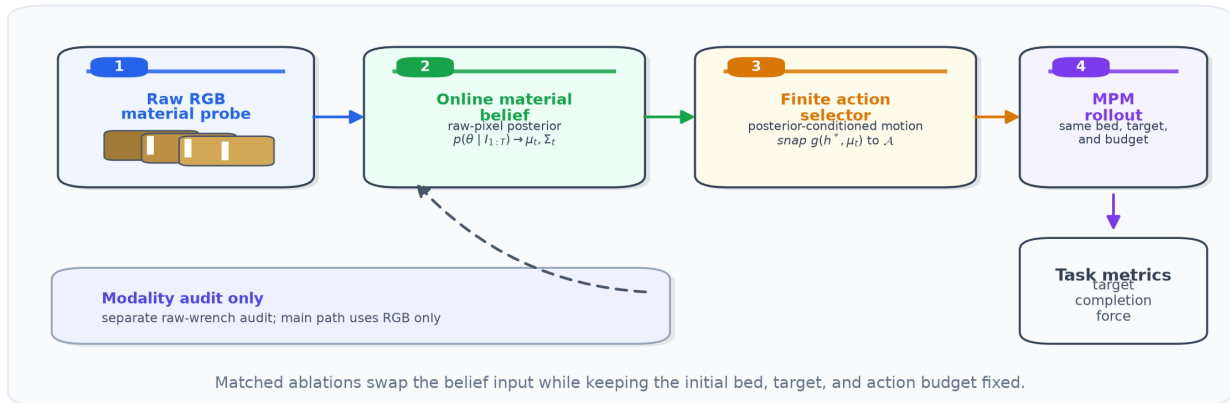 1
Raw RGB
material probe
2
Online material
belief
raw-pixel posterior
p(θ | I₁:T) → μₜ, Σₜ
3
Finite action
selector
posterior-conditioned motion
snap g(h*, μₜ) to 𝒜
4
MPM
rollout
same bed, target,
and budget
Task metrics
target
completion
force
Modality audit only
separate raw-wrench audit; main path uses RGB only
Matched ablations swap the belief input while keeping the initial bed, target, and action budget fixed.